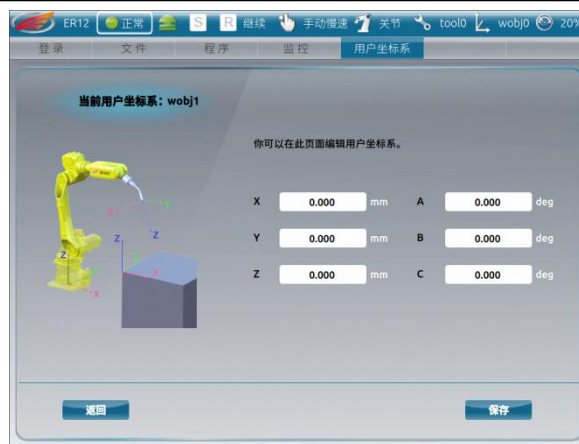 ER12 正常 S R 继续 手动慢速 关节 tool0 wobj0 20%
登录 文件 程序 监控 用户坐标系
当前用户坐标系：wobj1
你可以在此页面编辑用户坐标系。
X 0.000 mm A 0.000 deg
Y 0.000 mm B 0.000 deg
Z 0.000 mm C 0.000 deg
X Y
Z
Z
Z
X
X
返回 保存